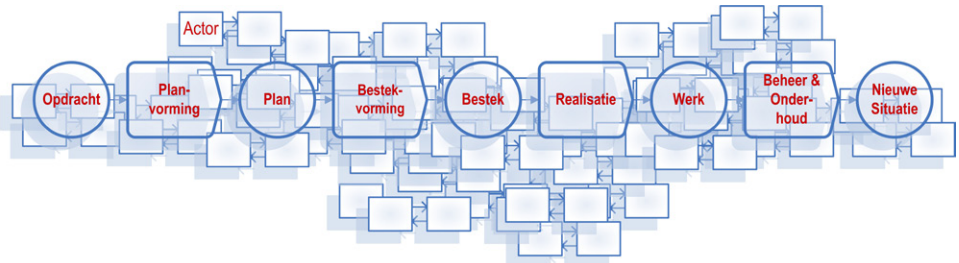 Actor
Opdracht
Plan-
vorming
Plan
Bestek-
vorming
Bestek
Realisatie
Werk
Beheer &
Onder-
houd
Nieuwe
Situatie